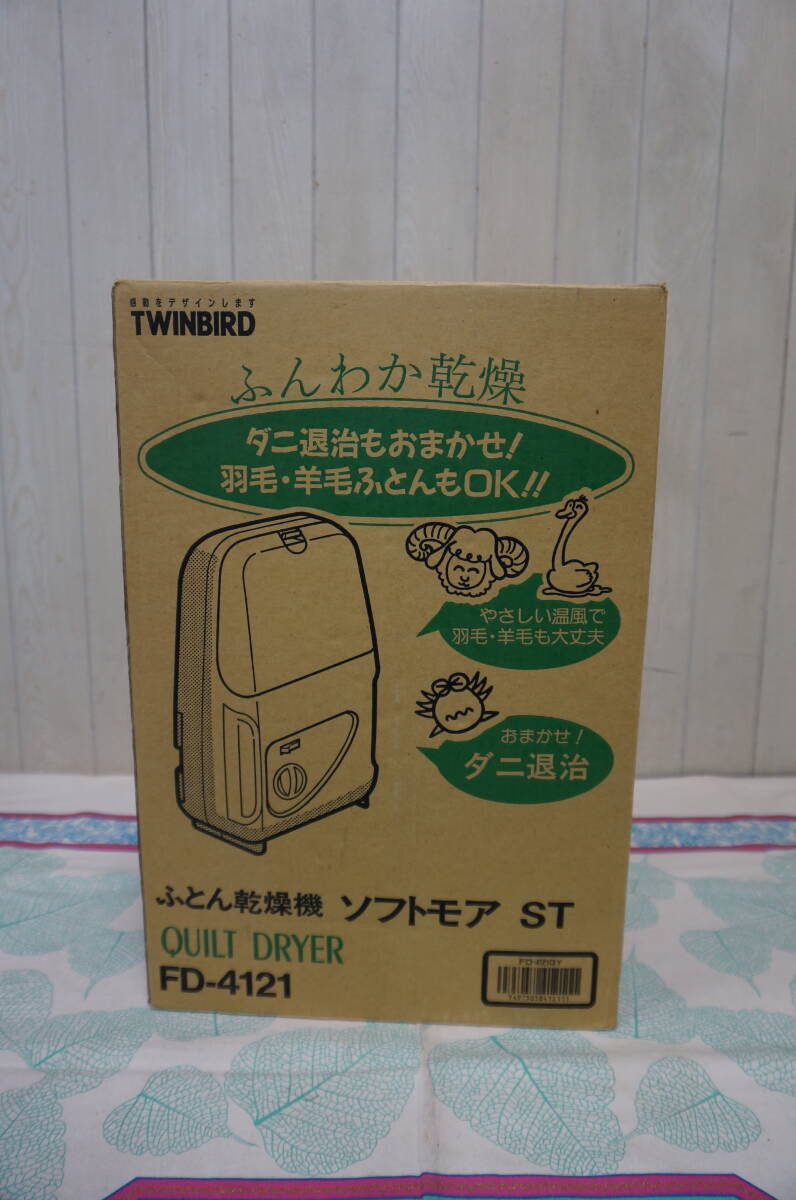 感動をデザインします
TWINBIRD
ふんわか乾燥
ダニ退治もおまかせ!
羽毛・羊毛ふとんもOK!!
やさしい温風で
羽毛・羊毛も大丈夫
おまかせ!
ダニ退治
ふとん乾燥機 ソフトモア ST
QUILT DRYER
FD-4121